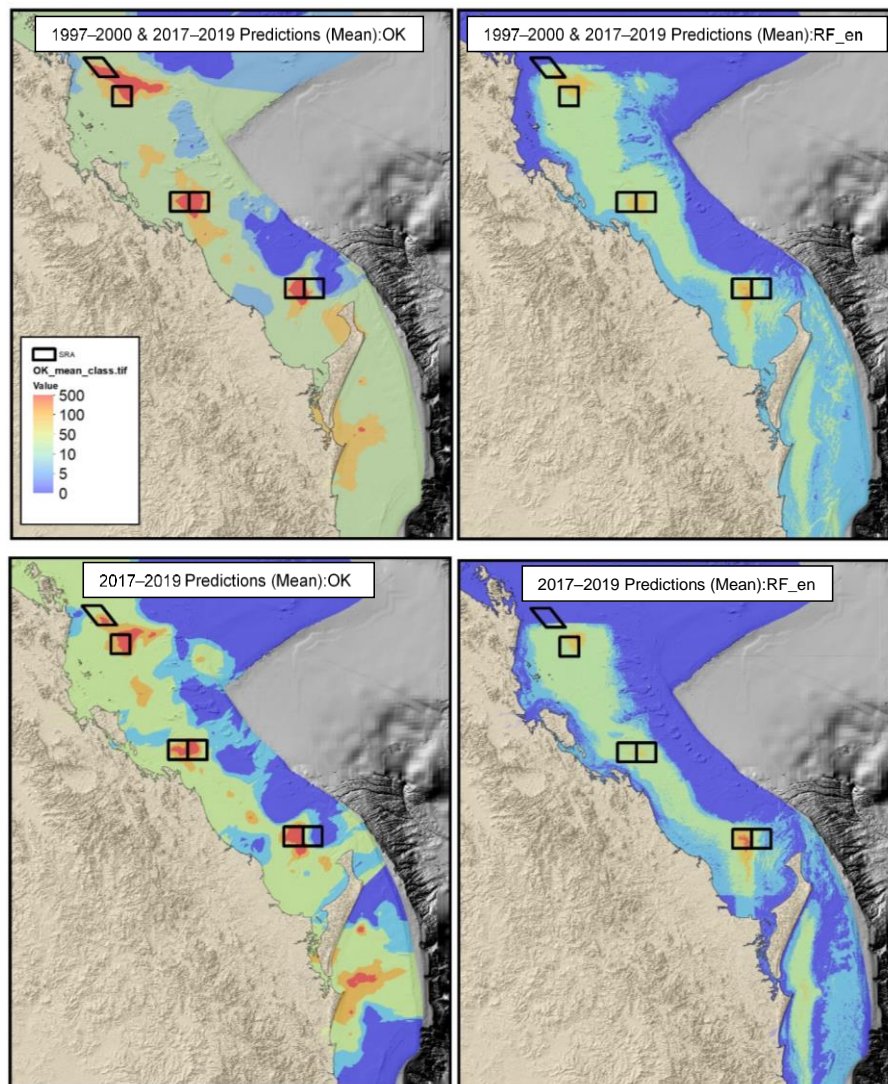 1997–2000 & 2017–2019 Predictions (Mean):OK
1997–2000 & 2017–2019 Predictions (Mean):RF_en
SRA
OK_mean_class.tif
Value
500
100
50
10
5
0
2017–2019 Predictions (Mean):OK
2017–2019 Predictions (Mean):RF_en